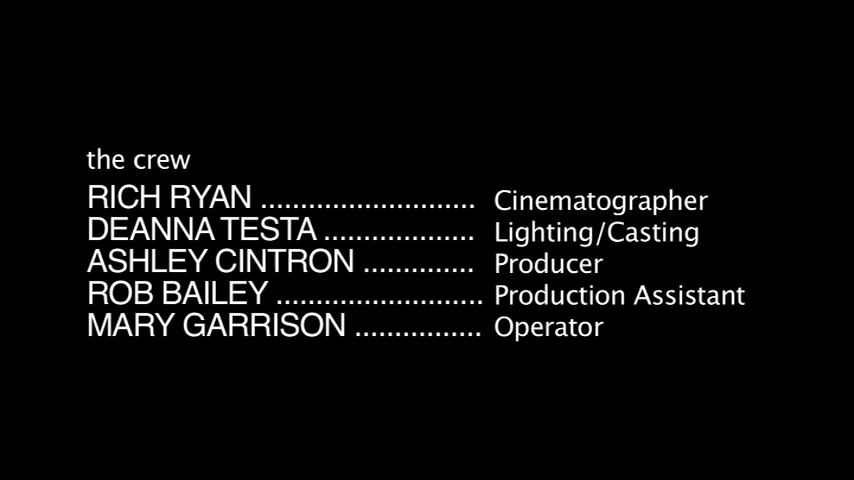 the crew
RICH RYAN ........................... Cinematographer
DEANNA TESTA ................... Lighting/Casting
ASHLEY CINTRON .............. Producer
ROB BAILEY .......................... Production Assistant
MARY GARRISON ................ Operator